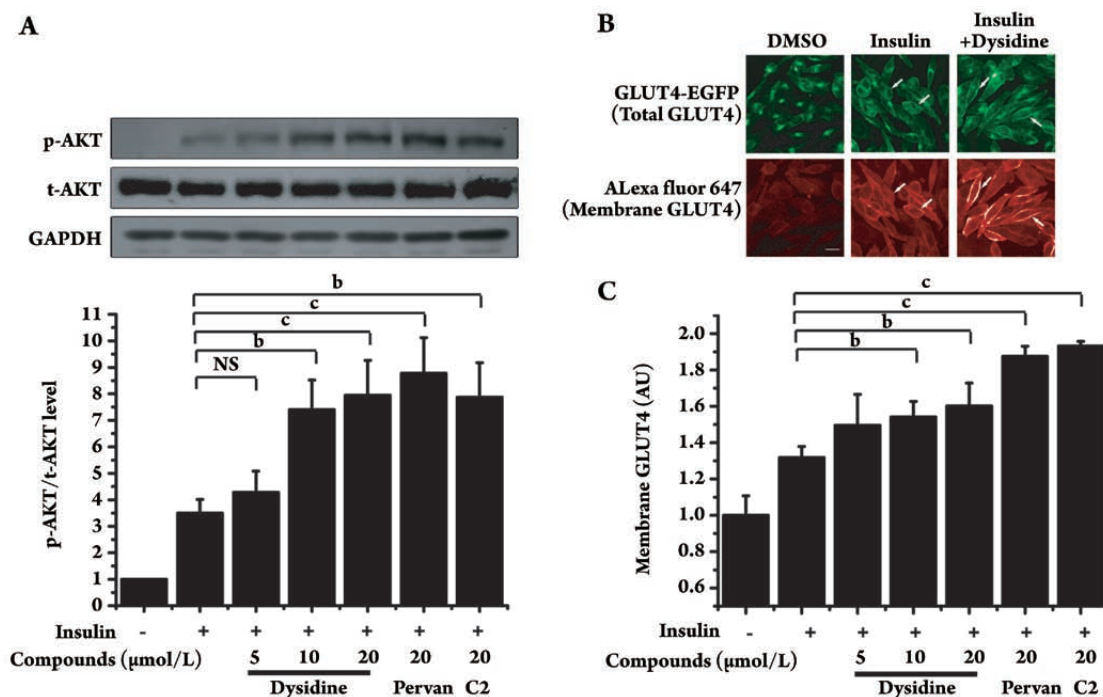 A
p-AKT
t-AKT
GAPDH
b
c
c
b
NS
p-AKT/t-AKT level
11
10
9
8
7
6
5
4
3
2
1
0
Insulin - + + + + + +
Compounds (μmol/L) 5 10 20 20 20
Dysidine Pervan C2
B
DMSO Insulin Insulin
+Dysidine
GLUT4-EGFP
(Total GLUT4)
ALexa fluor 647
(Membrane GLUT4)
C
c
c
b
b
Membrane GLUT4 (AU)
2.0
1.8
1.6
1.4
1.2
1.0
0.8
0.6
Insulin - + + + + + +
Compounds (μmol/L) 5 10 20 20 20
Dysidine Pervan C2